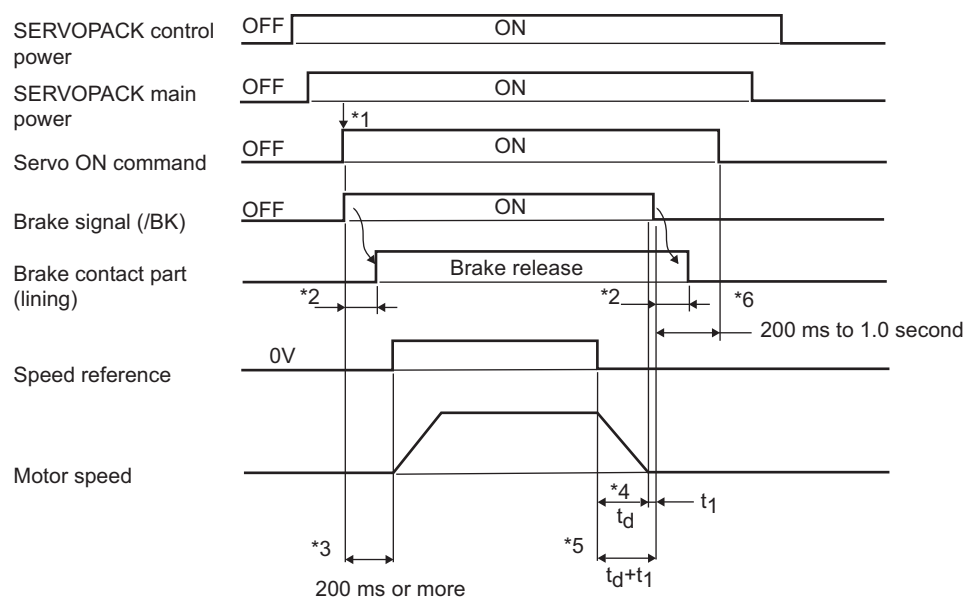 SERVOPACK control
power
OFF
ON
SERVOPACK main
power
OFF
ON
*1
Servo ON command
OFF
ON
Brake signal (/BK)
OFF
ON
Brake contact part
(lining)
Brake release
*2
*2
*6
200 ms to 1.0 second
Speed reference
0V
Motor speed
*4
td
t1
*3
200 ms or more
*5
td+t1